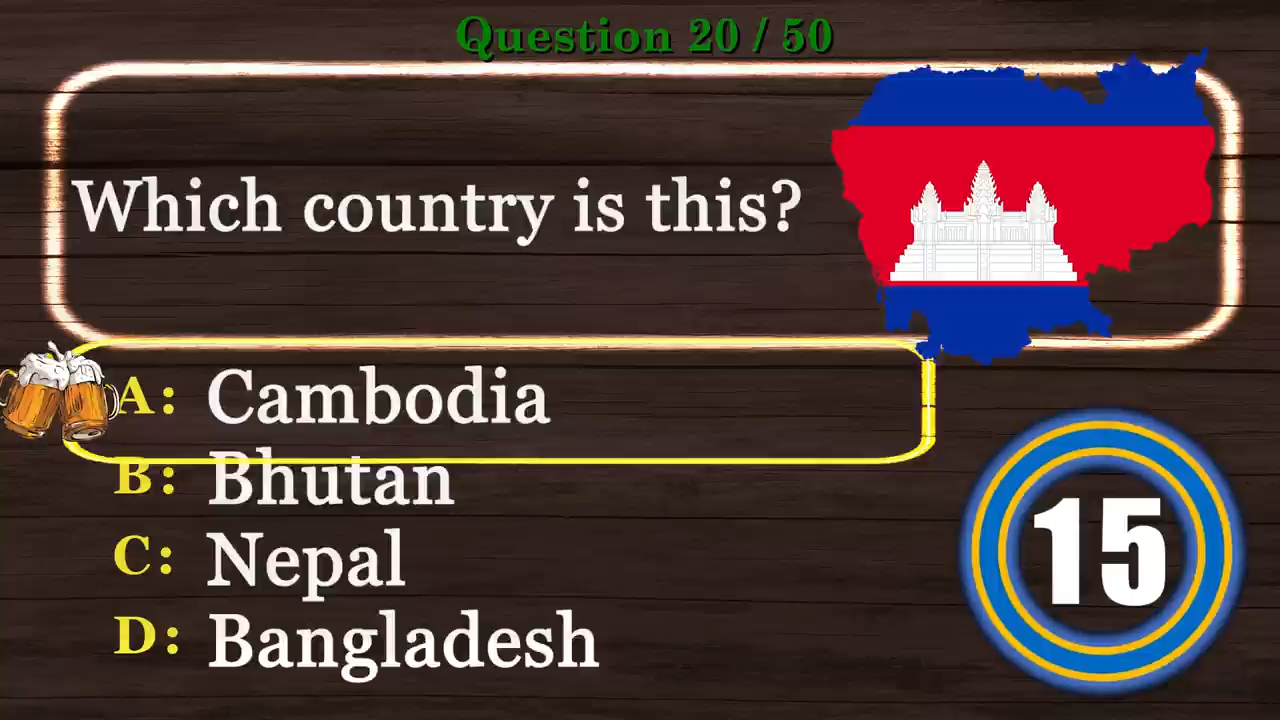 Question 20 / 50
Which country is this?
A: Cambodia
B: Bhutan
C: Nepal
D: Bangladesh
15